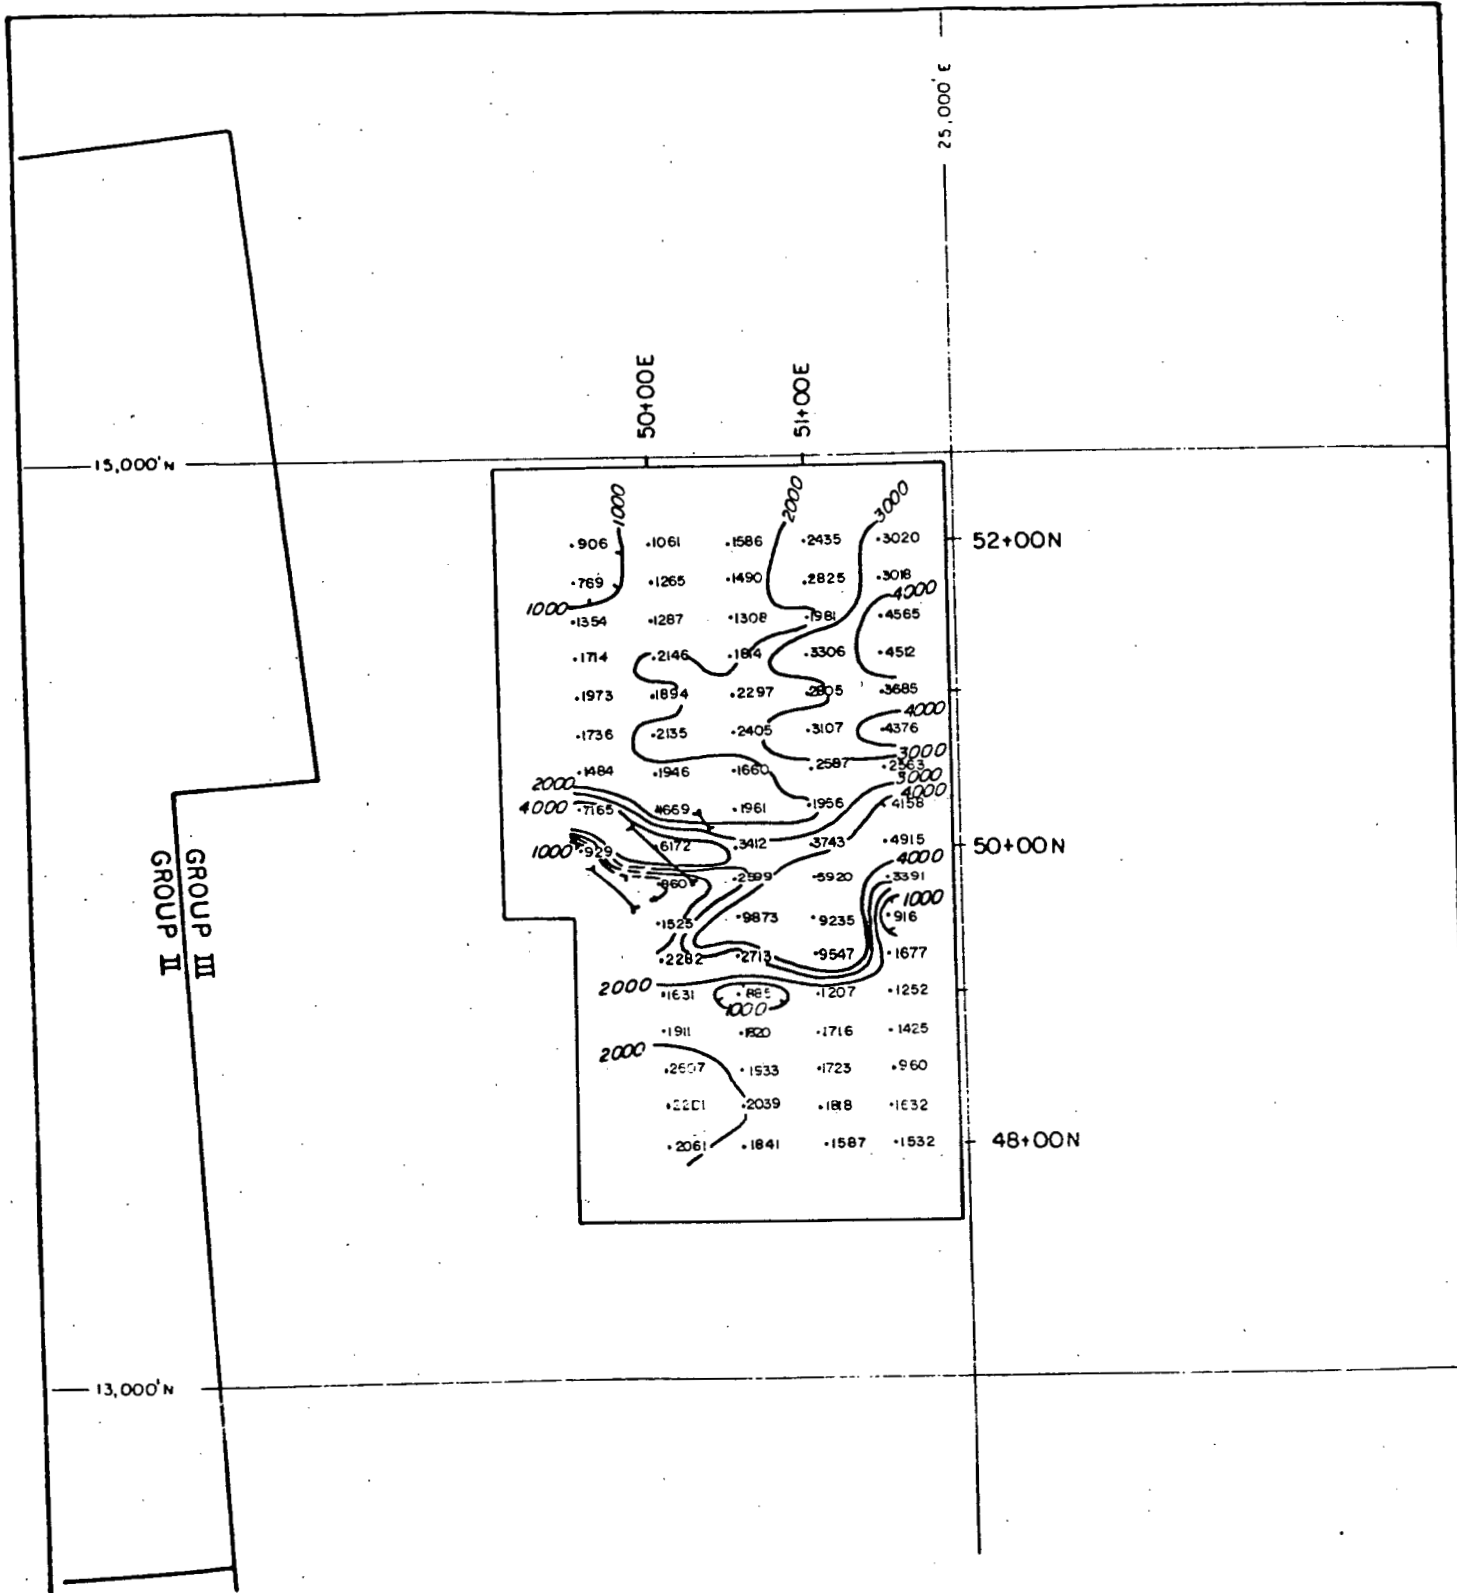 25,000' E
50+00E
51+00E
15,000' N
1000 2000 3000
.906 .1061 .1586 .2435 .3020 52+00N
.769 .1265 .1490 .2825 .3018
1000 4000
.1354 .1287 .1308 .1981 .4565
.1714 .2146 .1814 .3306 .4512
.1973 .1894 .2297 .2805 .3685
4000
.1736 .2135 .2405 .3107 .4376
3000
.1484 .1946 .1660 .2587 .2563
2000 3000
4000 4000
.7165 .4669 .1961 .1956 .4158
.6172 .3412 .3743 .4915 50+00N
1000 .929 4000
.860 .2599 .5920 .3391
1000
.1525 .9873 .9235 .916
.2282 .2713 .9547 .1677
2000 .1631 .885 .1207 .1252
1000
.1911 .1820 .1716 .1425
2000
.2607 .1533 .1723 .960
.2039 .1818 .1632
.2061 .1841 .1587 .1532 48+00N
GROUP III
GROUP II
13,000' N